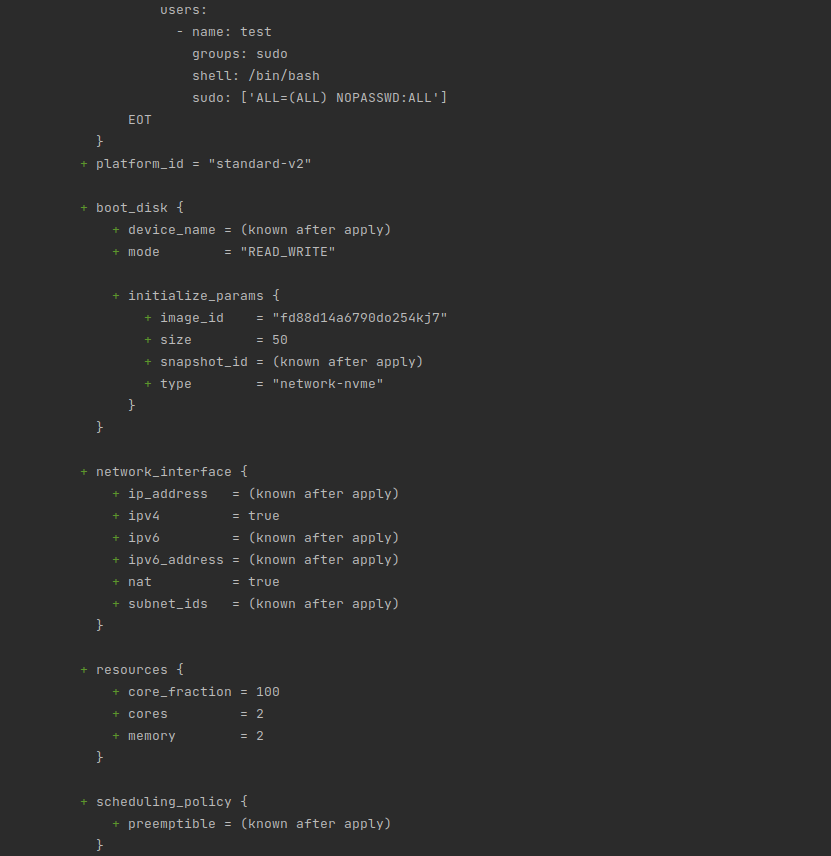 users:
- name: test
groups: sudo
shell: /bin/bash
sudo: ['ALL=(ALL) NOPASSWD:ALL']
EOT
}
+ platform_id = "standard-v2"
+ boot_disk {
+ device_name = (known after apply)
+ mode        = "READ_WRITE"
+ initialize_params {
+ image_id    = "fd88d14a6790do254kj7"
+ size        = 50
+ snapshot_id = (known after apply)
+ type        = "network-nvme"
}
}
+ network_interface {
+ ip_address   = (known after apply)
+ ipv4         = true
+ ipv6         = (known after apply)
+ ipv6_address = (known after apply)
+ nat          = true
+ subnet_ids   = (known after apply)
}
+ resources {
+ core_fraction = 100
+ cores         = 2
+ memory        = 2
}
+ scheduling_policy {
+ preemptible = (known after apply)
}